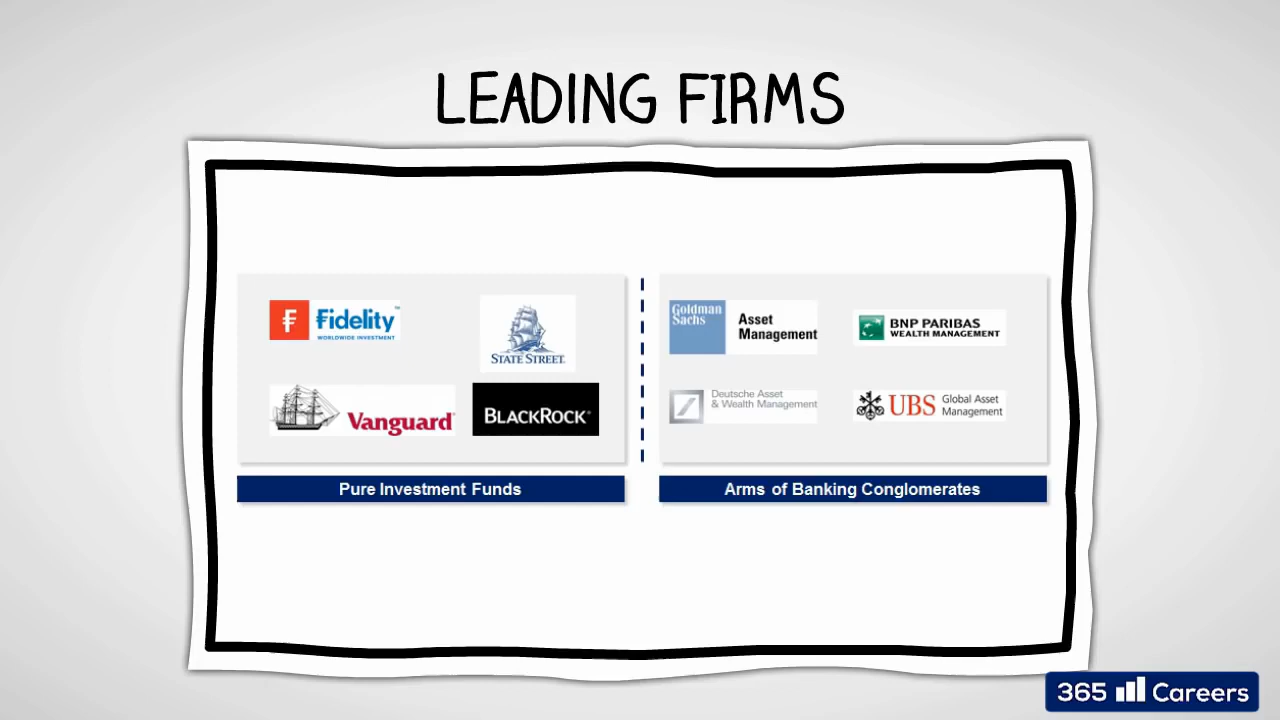 LEADING FIRMS
Fidelity™
WORLDWIDE INVESTMENT
STATE STREET.
Vanguard®
BLACKROCK®
Goldman
Sachs
Asset
Management
BNP PARIBAS
WEALTH MANAGEMENT
Deutsche Asset
& Wealth Management
UBS
Global Asset
Management
Pure Investment Funds
Arms of Banking Conglomerates
365 Careers